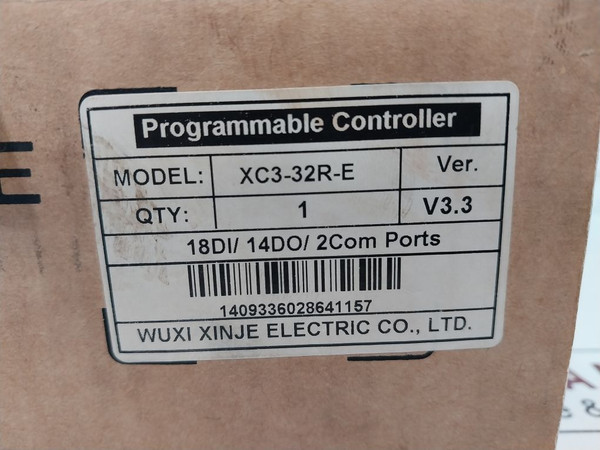 Programmable Controller
MODEL: XC3-32R-E Ver.
QTY: 1 V3.3
18DI/ 14DO/ 2Com Ports
1409336028641157
WUXI XINJE ELECTRIC CO., LTD.
E